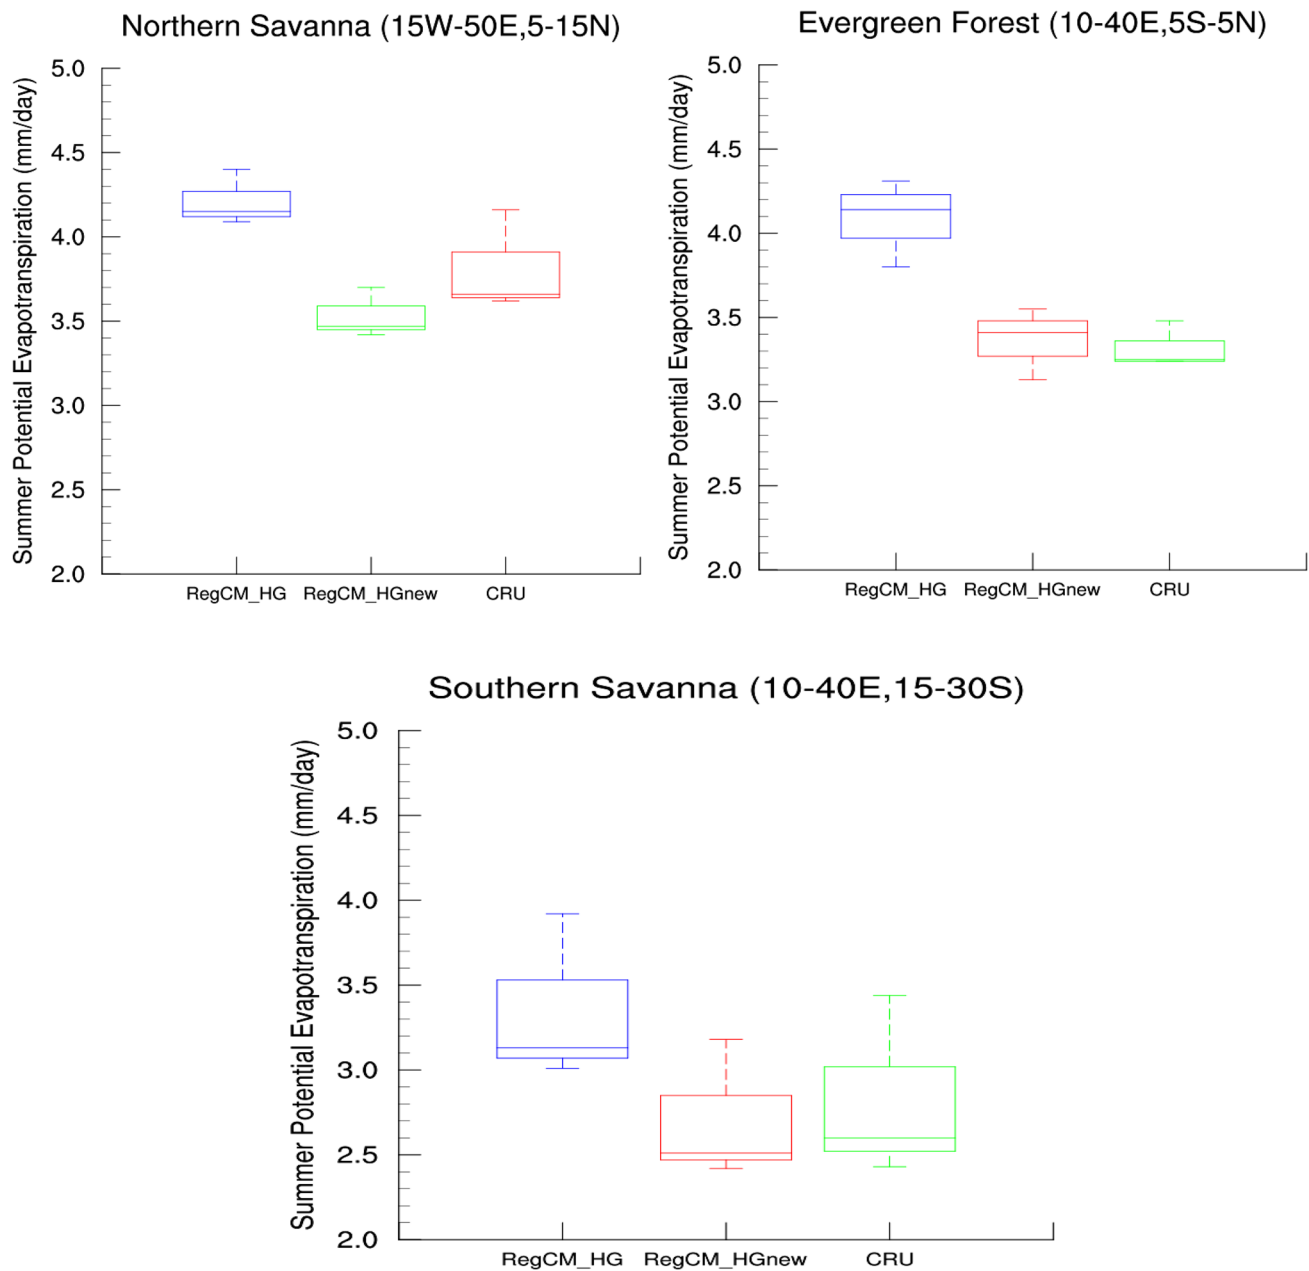 Northern Savanna (15W-50E,5-15N)
Summer Potential Evapotranspiration (mm/day)
5.0
4.5
4.0
3.5
3.0
2.5
2.0
RegCM_HG RegCM_HGnew CRU
Evergreen Forest (10-40E,5S-5N)
Summer Potential Evapotranspiration (mm/day)
5.0
4.5
4.0
3.5
3.0
2.5
2.0
RegCM_HG RegCM_HGnew CRU
Southern Savanna (10-40E,15-30S)
Summer Potential Evapotranspiration (mm/day)
5.0
4.5
4.0
3.5
3.0
2.5
2.0
RegCM_HG RegCM_HGnew CRU